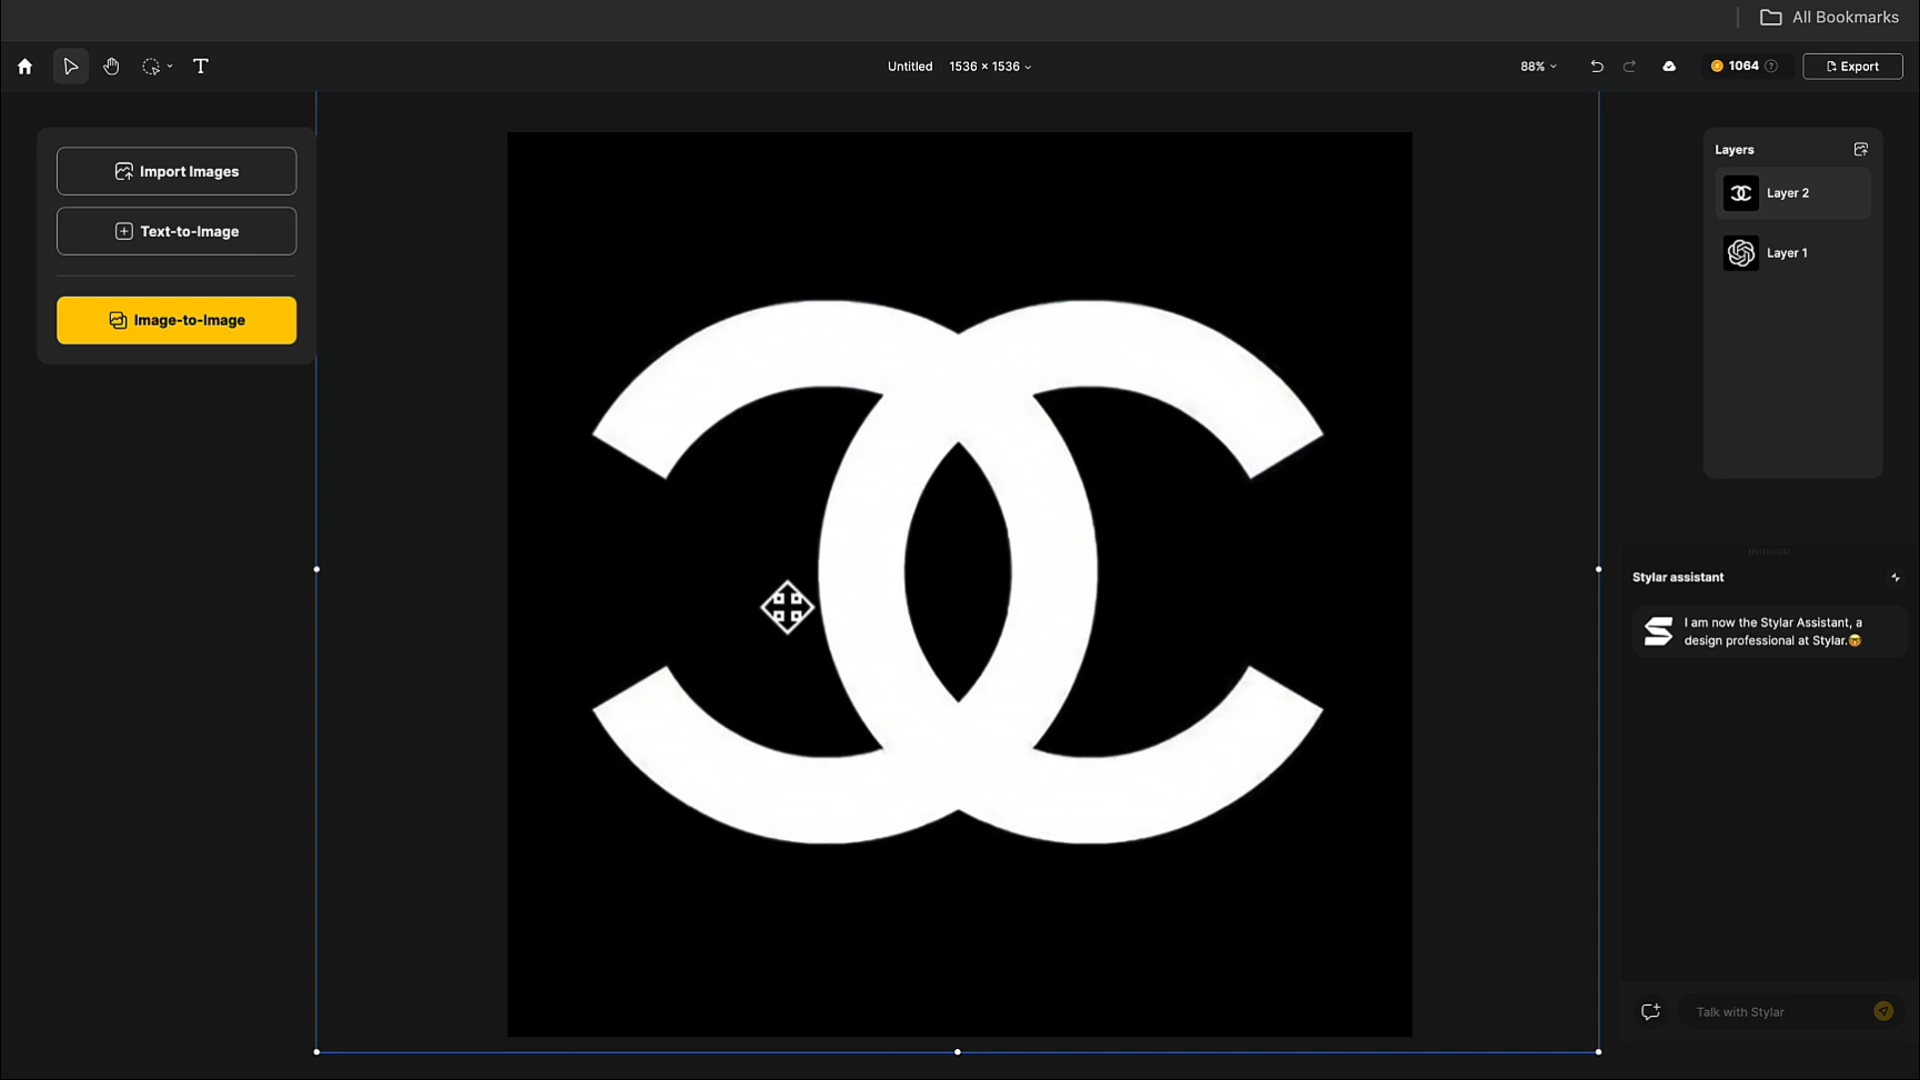 All Bookmarks
T
Untitled 1536 × 1536
88%
1064
Export
Import Images
Text-to-Image
Image-to-Image
Layers
Layer 2
Layer 1
Stylar assistant
I am now the Stylar Assistant, a
design professional at Stylar.🤓
Talk with Stylar